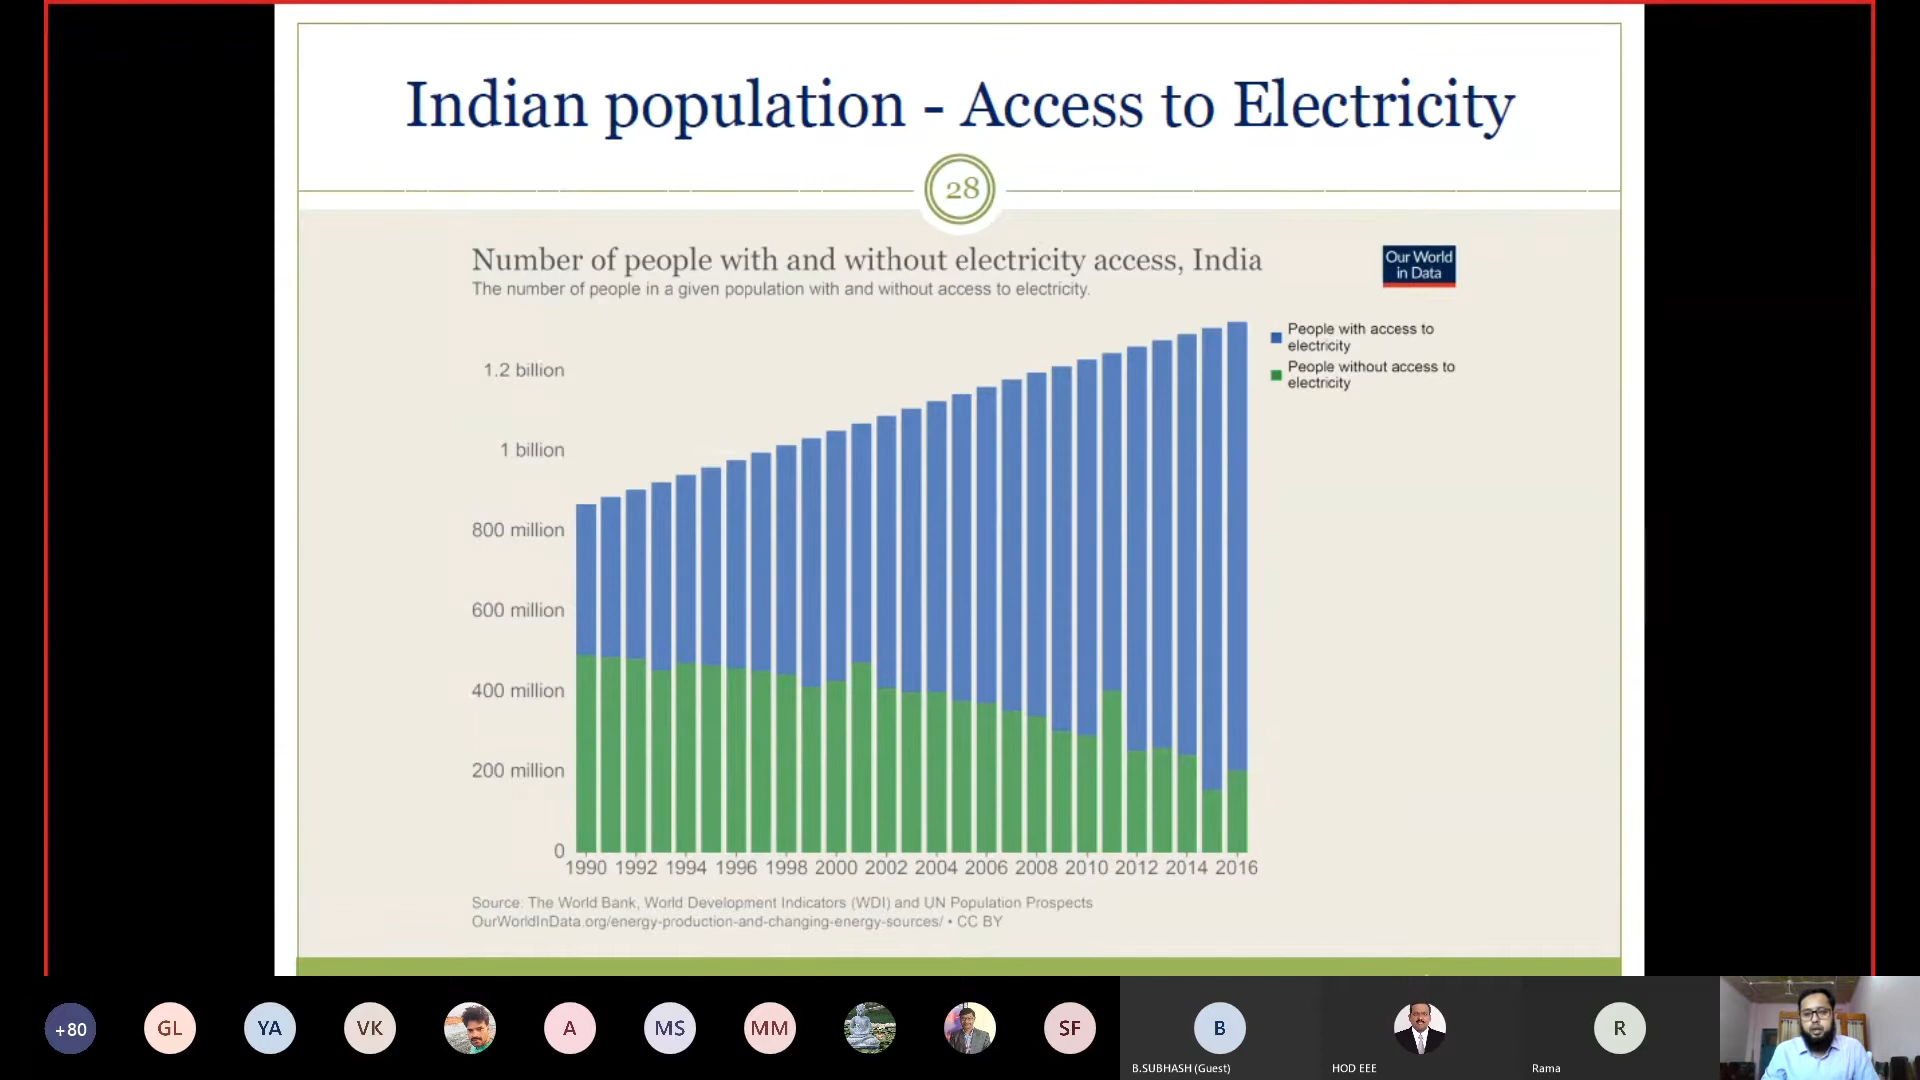 Indian population - Access to Electricity
28
Number of people with and without electricity access, India
The number of people in a given population with and without access to electricity.
Our World
in Data
People with access to
electricity
People without access to
electricity
1.2 billion
1 billion
800 million
600 million
400 million
200 million
0
1990 1992 1994 1996 1998 2000 2002 2004 2006 2008 2010 2012 2014 2016
Source: The World Bank, World Development Indicators (WDI) and UN Population Prospects
OurWorldInData.org/energy-production-and-changing-energy-sources/ • CC BY
+80 GL YA VK A MS MM SF B R
B.SUBHASH (Guest) HOD EEE Rama